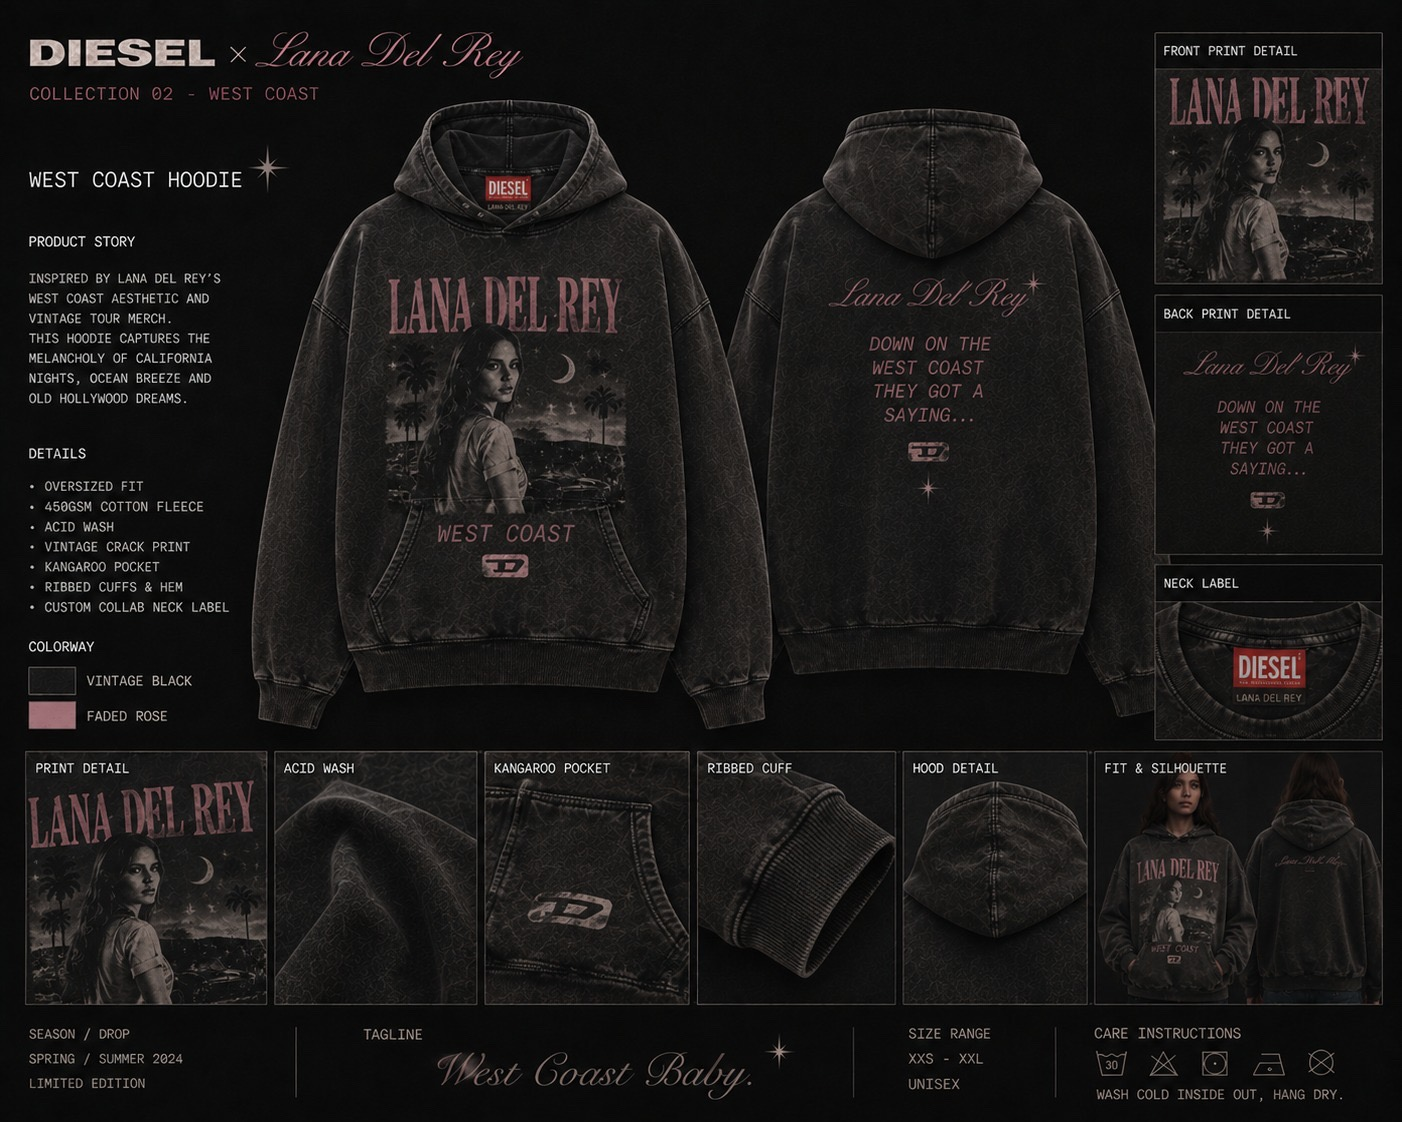 DIESEL × Lana Del Rey
COLLECTION 02 - WEST COAST
WEST COAST HOODIE
PRODUCT STORY
INSPIRED BY LANA DEL REY'S
WEST COAST AESTHETIC AND
VINTAGE TOUR MERCH.
THIS HOODIE CAPTURES THE
MELANCHOLY OF CALIFORNIA
NIGHTS, OCEAN BREEZE AND
OLD HOLLYWOOD DREAMS.
DETAILS
• OVERSIZED FIT
• 450GSM COTTON FLEECE
• ACID WASH
• VINTAGE CRACK PRINT
• KANGAROO POCKET
• RIBBED CUFFS & HEM
• CUSTOM COLLAB NECK LABEL
COLORWAY
VINTAGE BLACK
FADED ROSE
DIESEL
LANA DEL REY
LANA DEL REY
WEST COAST
D
Lana Del Rey
DOWN ON THE
WEST COAST
THEY GOT A
SAYING...
D
FRONT PRINT DETAIL
LANA DEL REY
BACK PRINT DETAIL
Lana Del Rey
DOWN ON THE
WEST COAST
THEY GOT A
SAYING...
D
NECK LABEL
DIESEL
LANA DEL REY
PRINT DETAIL
LANA DEL REY
ACID WASH
KANGAROO POCKET
D
RIBBED CUFF
HOOD DETAIL
FIT & SILHOUETTE
LANA DEL REY
WEST COAST
D
SEASON / DROP
SPRING / SUMMER 2024
LIMITED EDITION
TAGLINE
West Coast Baby.
SIZE RANGE
XXS - XXL
UNISEX
CARE INSTRUCTIONS
30
WASH COLD INSIDE OUT, HANG DRY.